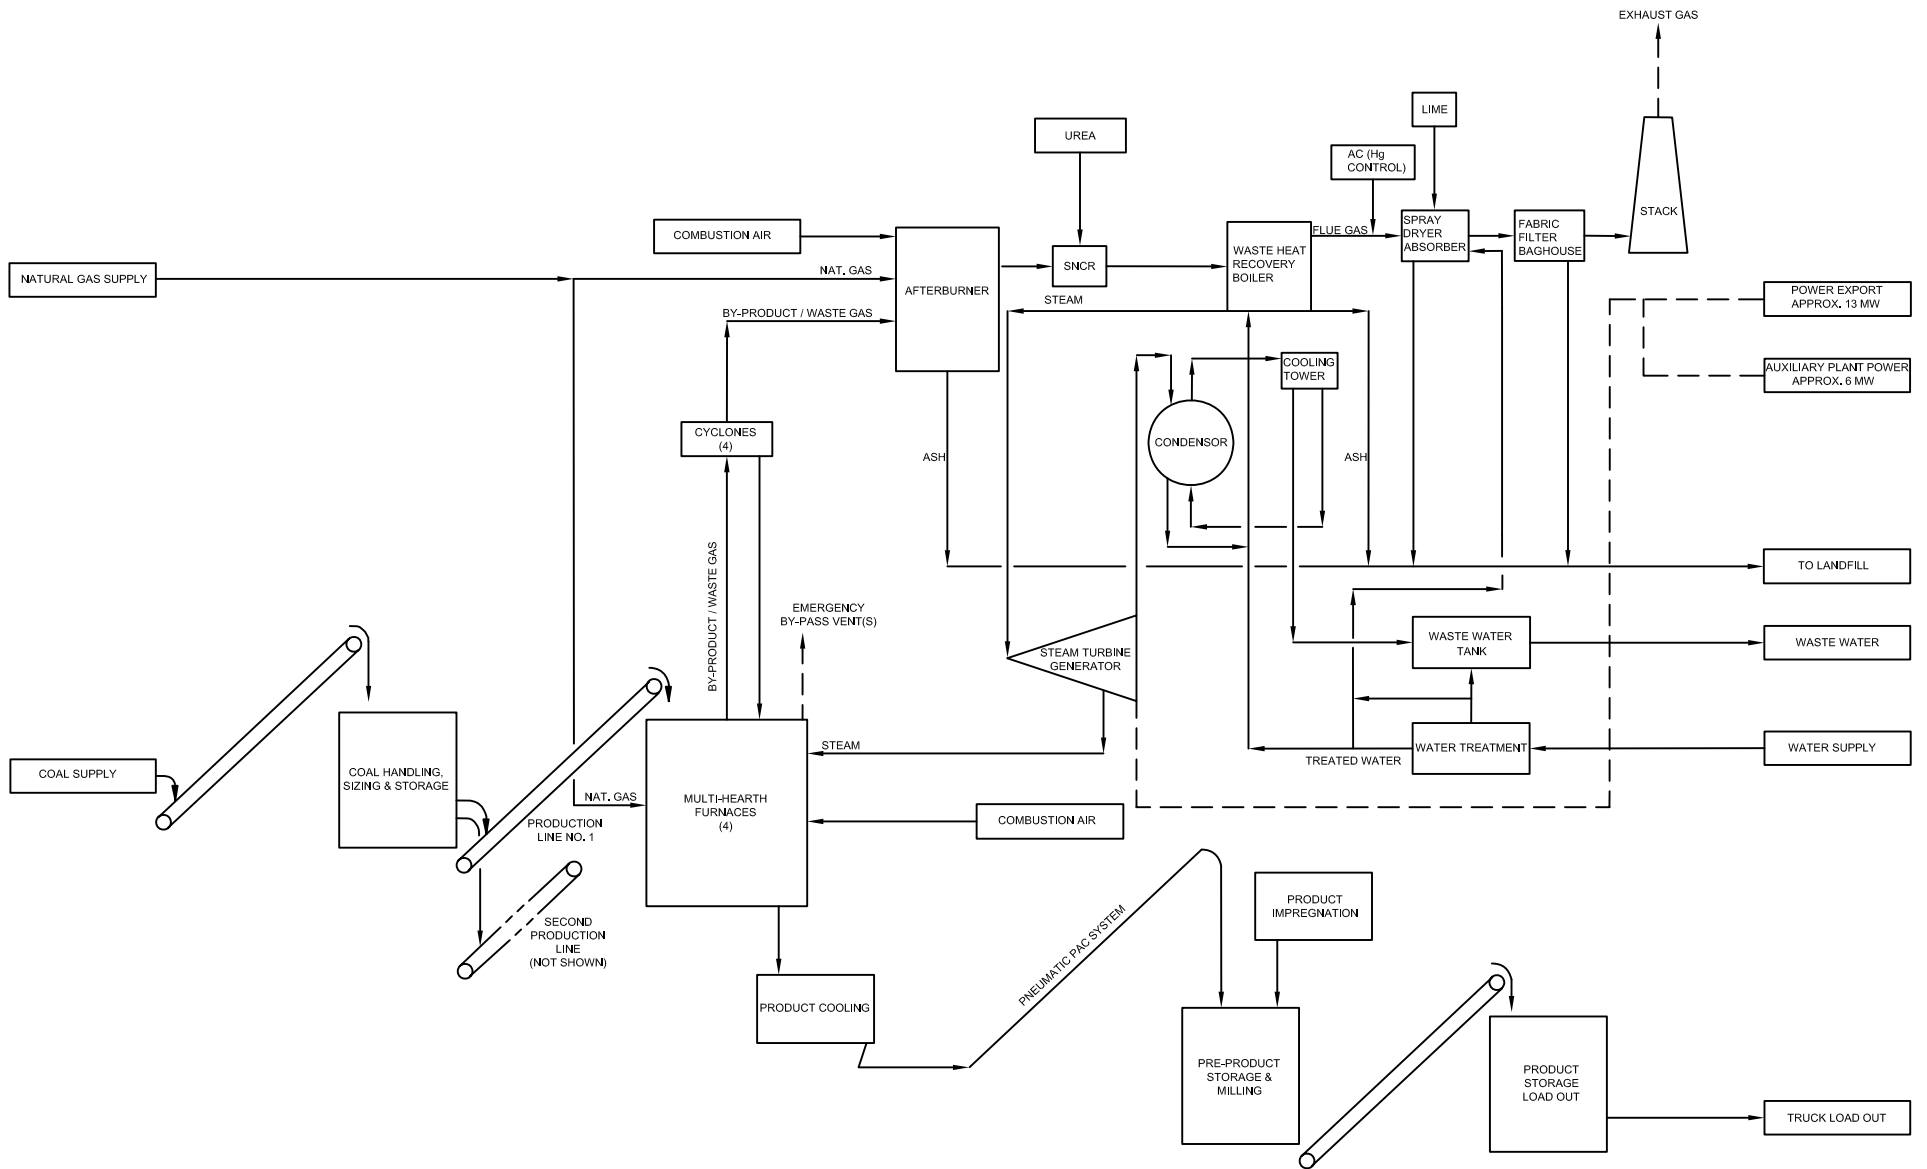 EXHAUST GAS
LIME
UREA
AC (Hg
CONTROL)
STACK
COMBUSTION AIR
FLUE GAS
SPRAY
DRYER
ABSORBER
FABRIC
FILTER
BAGHOUSE
NATURAL GAS SUPPLY
NAT. GAS
AFTERBURNER
SNCR
WASTE HEAT
RECOVERY
BOILER
STEAM
BY-PRODUCT / WASTE GAS
POWER EXPORT
APPROX. 13 MW
COOLING
TOWER
AUXILIARY PLANT POWER
APPROX. 6 MW
CYCLONES
(4)
CONDENSOR
ASH
ASH
BY-PRODUCT / WASTE GAS
TO LANDFILL
EMERGENCY
BY-PASS VENT(S)
STEAM TURBINE
GENERATOR
WASTE WATER
TANK
WASTE WATER
STEAM
WATER TREATMENT
TREATED WATER
WATER SUPPLY
COAL SUPPLY
COAL HANDLING,
SIZING & STORAGE
NAT. GAS
MULTI-HEARTH
FURNACES
(4)
COMBUSTION AIR
PRODUCTION
LINE NO. 1
SECOND
PRODUCTION
LINE
(NOT SHOWN)
PRODUCT
IMPREGNATION
PNEUMATIC PAC SYSTEM
PRODUCT COOLING
PRE-PRODUCT
STORAGE &
MILLING
PRODUCT
STORAGE
LOAD OUT
TRUCK LOAD OUT